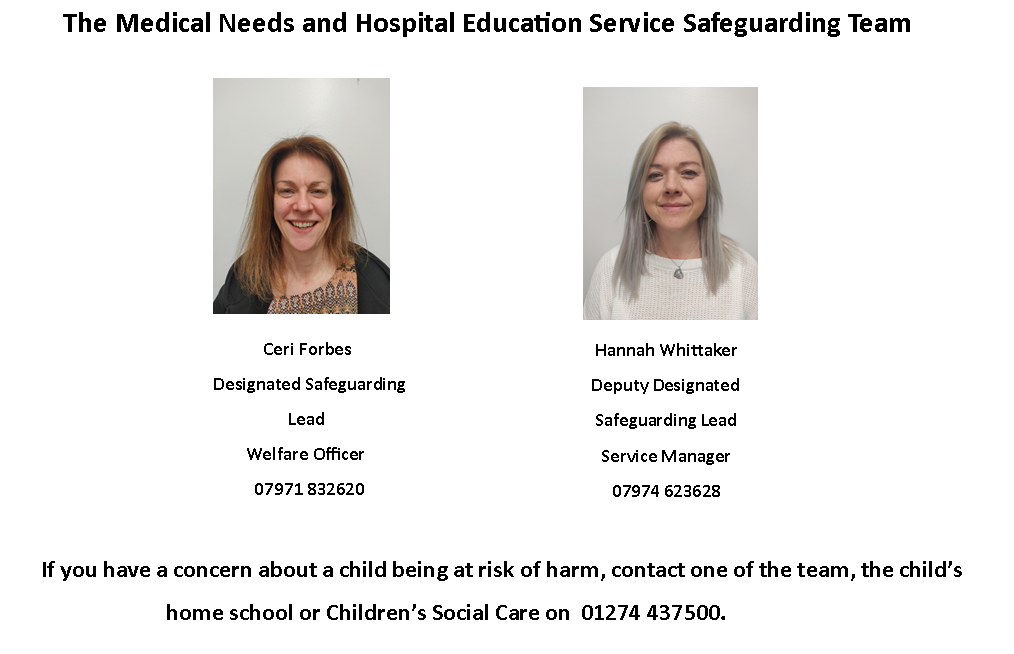 The Medical Needs and Hospital Education Service Safeguarding Team
Ceri Forbes
Designated Safeguarding
Lead
Welfare Officer
07971 832620
Hannah Whittaker
Deputy Designated
Safeguarding Lead
Service Manager
07974 623628
If you have a concern about a child being at risk of harm, contact one of the team, the child’s
home school or Children’s Social Care on  01274 437500.